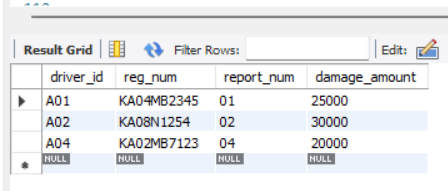 Result Grid Filter Rows: Edit:
driver_id reg_num report_num damage_amount
A01 KA04MB2345 01 25000
A02 KA08N1254 02 30000
A04 KA02MB7123 04 20000
NULL NULL NULL NULL